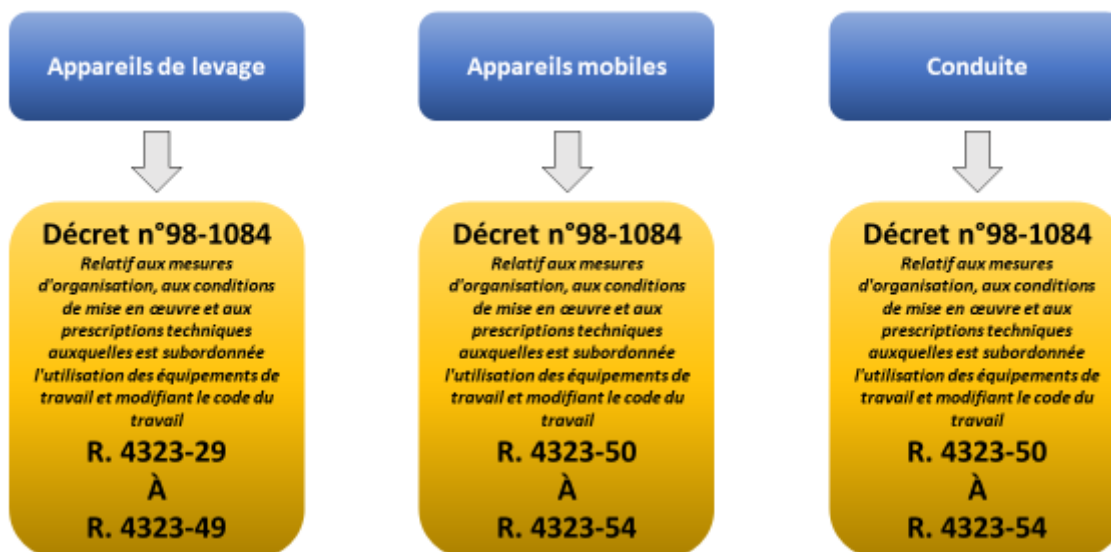 Appareils de levage
Appareils mobiles
Conduite
Décret n°98-1084
Relatif aux mesures
d'organisation, aux conditions
de mise en œuvre et aux
prescriptions techniques
auxquelles est subordonnée
l'utilisation des équipements de
travail et modifiant le code du
travail
R. 4323-29
À
R. 4323-49
Décret n°98-1084
Relatif aux mesures
d'organisation, aux conditions
de mise en œuvre et aux
prescriptions techniques
auxquelles est subordonnée
l'utilisation des équipements de
travail et modifiant le code du
travail
R. 4323-50
À
R. 4323-54
Décret n°98-1084
Relatif aux mesures
d'organisation, aux conditions
de mise en œuvre et aux
prescriptions techniques
auxquelles est subordonnée
l'utilisation des équipements de
travail et modifiant le code du
travail
R. 4323-50
À
R. 4323-54